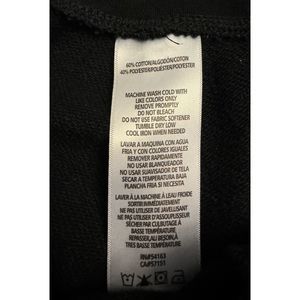 60% COTTON/ALGODÓN/COTON
40% POLYESTER/POLIÉSTER/POLYESTER
MACHINE WASH COLD WITH
LIKE COLORS ONLY
REMOVE PROMPTLY
DO NOT BLEACH
DO NOT USE FABRIC SOFTENER
TUMBLE DRY LOW
COOL IRON WHEN NEEDED
LAVAR A MAQUINA CON AGUA
FRIA Y CON COLORES IGUALES
REMOVER RAPIDAMENTE
NO USAR BLANQUEADOR
NO USAR SUAVISADOR DE TELA
SECAR A TEMPERATURA BAJA
PLANCHA FRIA SI NECESITA
LAVER À LA MACHINE À L'EAU FROIDE
SORTIR IMMÉDIATEMENT
NE PAS UTILISER DE JAVELLISANT
NE PAS UTILISER D'ASSOUPLISSEUR
SÉCHER PAR CULBUTAGE À
BASSE TEMPÉRATURE
REPASSER AU BESOIN À
TRÈS BASSE TEMPÉRATURE
RN#54163
CA#57151